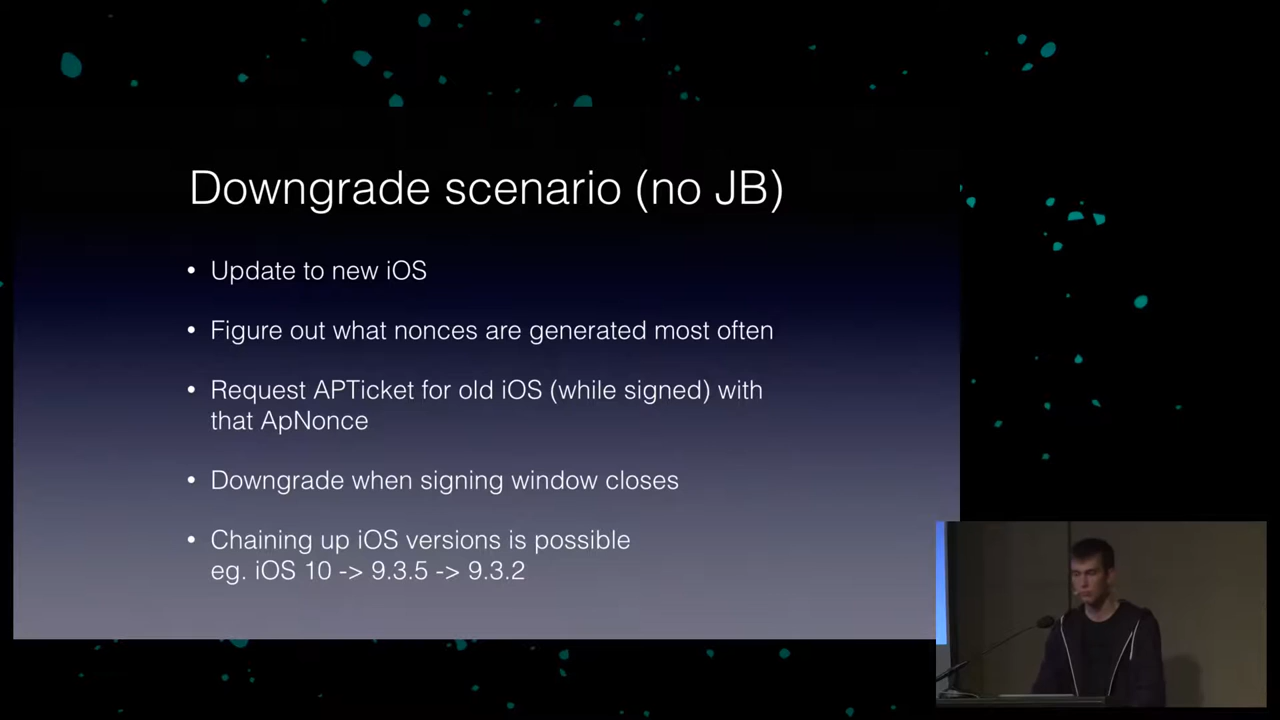 Downgrade scenario (no JB)
• Update to new iOS
• Figure out what nonces are generated most often
• Request APTicket for old iOS (while signed) with
that ApNonce
• Downgrade when signing window closes
• Chaining up iOS versions is possible
eg. iOS 10 -> 9.3.5 -> 9.3.2